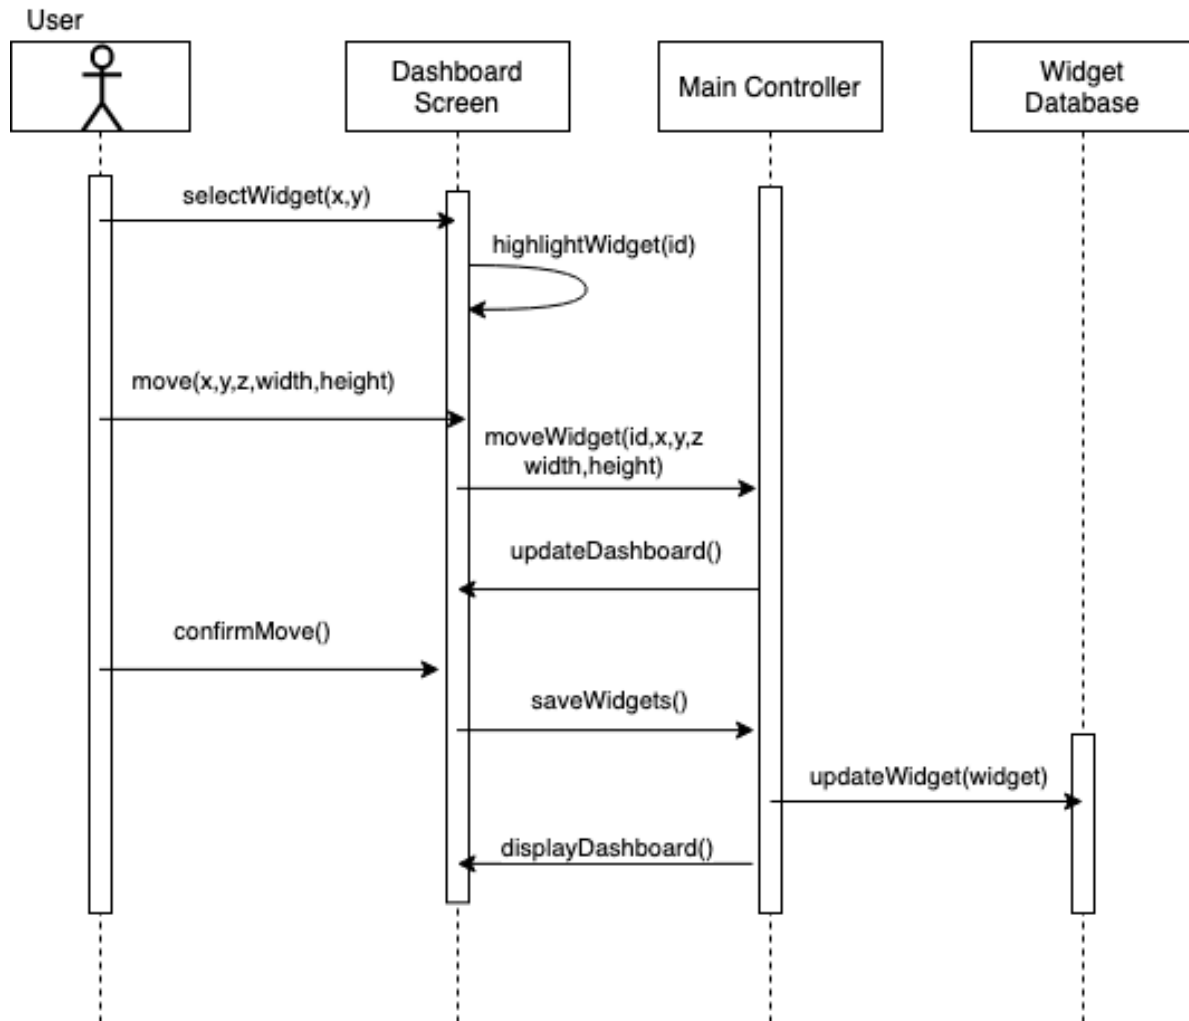 User
Dashboard
Screen
Main Controller
Widget
Database
selectWidget(x,y)
highlightWidget(id)
move(x,y,z,width,height)
moveWidget(id,x,y,z
width,height)
updateDashboard()
confirmMove()
saveWidgets()
updateWidget(widget)
displayDashboard()